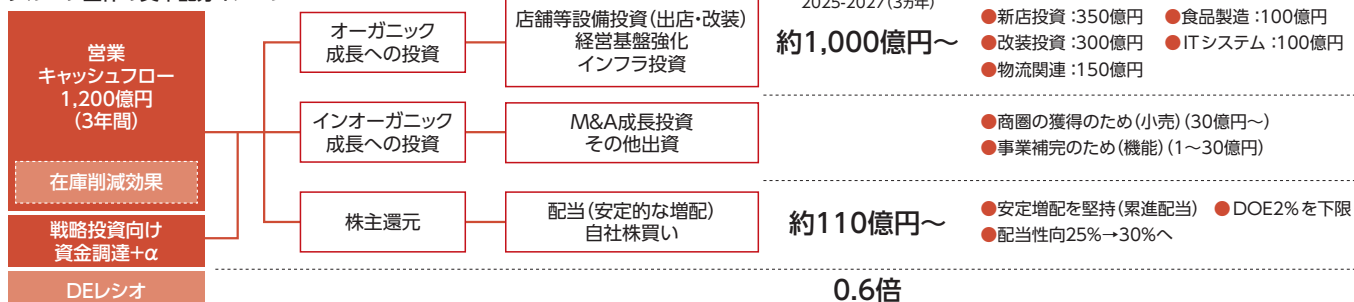 2025-2027(3カ年)
営業
キャッシュフロー
1,200億円
(3年間)
在庫削減効果
戦略投資向け
資金調達+α
DEレシオ
オーガニック
成長への投資
店舗等設備投資(出店・改装)
経営基盤強化
インフラ投資
約1,000億円～
●新店投資:350億円 ●食品製造:100億円
●改装投資:300億円 ●ITシステム:100億円
●物流関連:150億円
インオーガニック
成長への投資
M&A成長投資
その他出資
●商圏の獲得のため(小売)(30億円～)
●事業補完のため(機能)(1～30億円)
株主還元
配当(安定的な増配)
自社株買い
約110億円～
●安定増配を堅持(累進配当) ●DOE2%を下限
●配当性向25%→30%へ
0.6倍